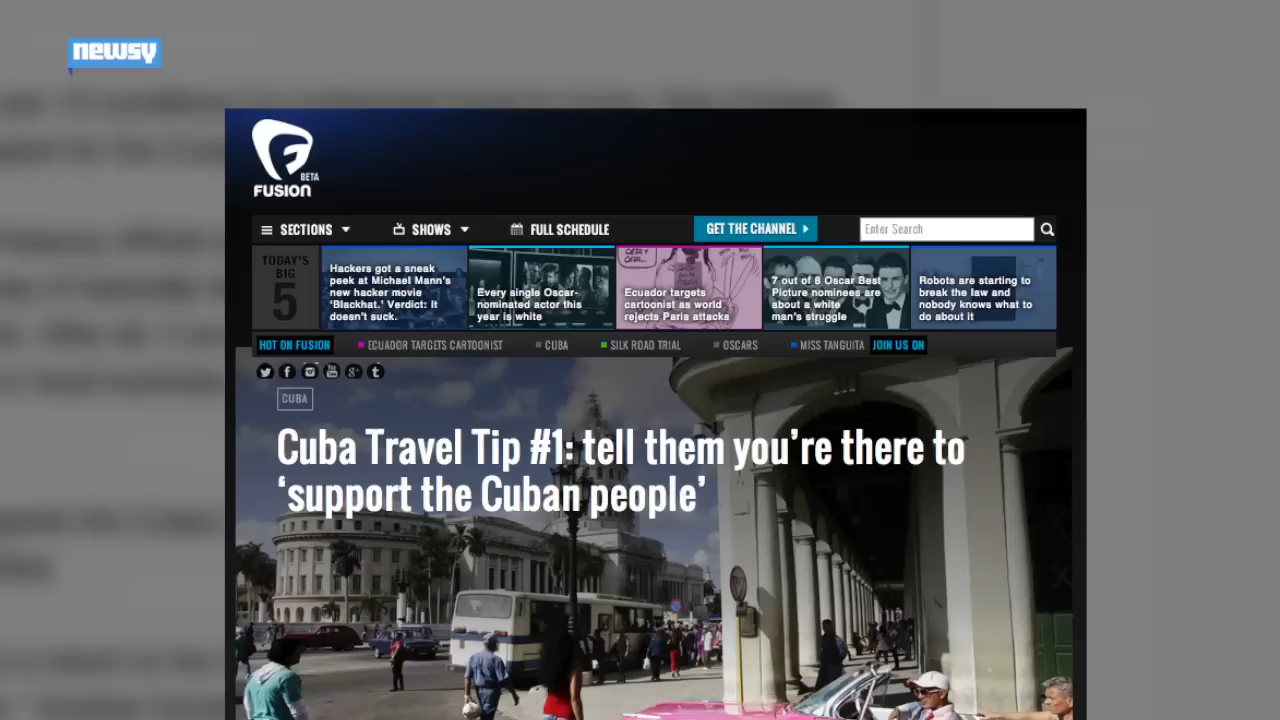 newsy
BETA
FUSION
SECTIONS
SHOWS
FULL SCHEDULE
GET THE CHANNEL
Enter Search
TODAY'S
BIG
5
Hackers got a sneak
peek at Michael Mann's
new hacker movie
'Blackhat.' Verdict: It
doesn't suck.
Every single Oscar-
nominated actor this
year is white
Ecuador targets
cartoonist as world
rejects Paris attacks
7 out of 8 Oscar Best
Picture nominees are
about a white
man's struggle
Robots are starting to
break the law and
nobody knows what to
do about it
HOT ON FUSION
ECUADOR TARGETS CARTOONIST
CUBA
SILK ROAD TRIAL
OSCARS
MISS TANGUITA
JOIN US ON
CUBA
Cuba Travel Tip #1: tell them you're there to
'support the Cuban people'